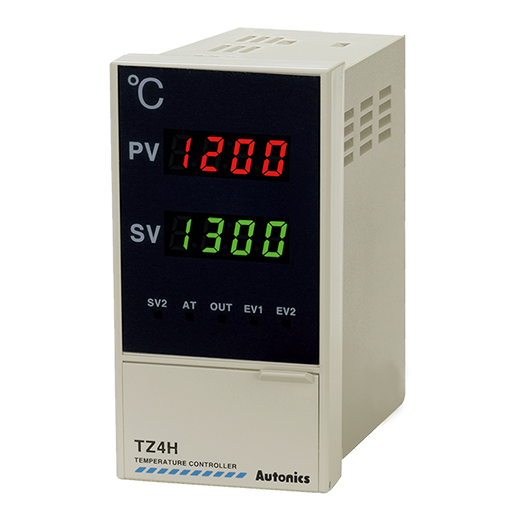 °C
PV 1200
SV 1300
SV2 AT OUT EV1 EV2
TZ4H
TEMPERATURE CONTROLLER
Autonics